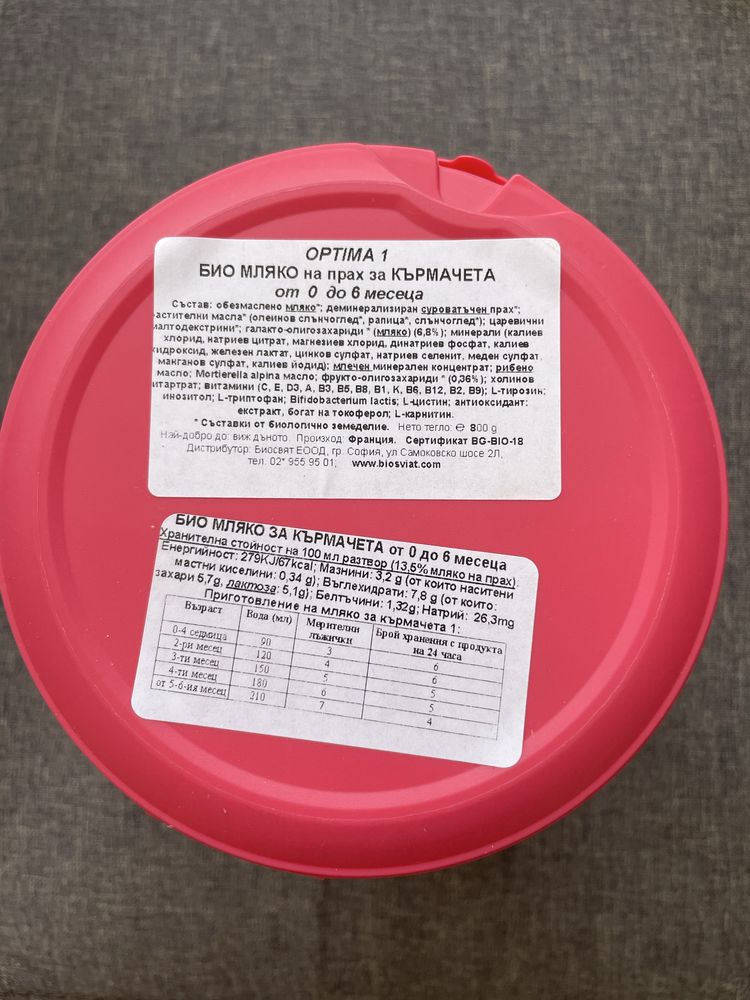 OPTIMA 1
БИО МЛЯКО на прах за КЪРМАЧЕТА
от 0 до 6 месеца
Състав: обезмаслено мляко*; деминерализиран суроватъчен прах*;
астителни масла* (олеинов слънчоглед*, рапица*, слънчоглед*); царевични
малтодекстрини*; галакто-олигозахариди * (мляко) (6,8%); минерали (калиев
хлорид, натриев цитрат, магнезиев хлорид, динатриев фосфат, калиев
хидроксид, железен лактат, цинков сулфат, натриев селенит, меден сулфат,
манганов сулфат, калиев йодид); млечен минерален концентрат; рибено
масло; Mortierella alpina масло; фрукто-олигозахариди * (0,36%); холинов
итартрат; витамини (C, E, D3, A, B3, B5, B8, B1, K, B6, B12, B2, B9); L-тирозин;
инозитол; L-триптофан; Bifidobacterium lactis; L-цистин; антиоксидант:
екстракт, богат на токоферол; L-карнитин.
* Съставки от биологично земеделие. Нето тегло: ℮ 800 g
Най-добро до: виж дъното. Произход: Франция. Сертификат BG-BIO-18
Дистрибутор: Биосвят ЕООД, гр. София, ул Самоковско шосе 2Л,
тел. 02* 955 95 01; www.biosviat.com
БИО МЛЯКО ЗА КЪРМАЧЕТА от 0 до 6 месеца
Хранителна стойност на 100 мл разтвор (13,5% мляко на прах):
Енергийност: 279KJ/67kcal; Мазнини: 3,2 g (от които наситени
мастни киселини: 0,34 g); Въглехидрати: 7,8 g (от които:
захари 5,7g, лактоза: 5,1g); Белтъчини: 1,32g; Натрий: 26,3mg
Приготовление на мляко за кърмачета 1:
Възраст Вода (мл) Мерителни лъжички Брой хранения с продукта на 24 часа
0-4 седмица 90 3 6
2-ри месец 120 4 6
3-ти месец 150 5 5
4-ти месец 180 6 5
от 5-6-ия месец 210 7 4